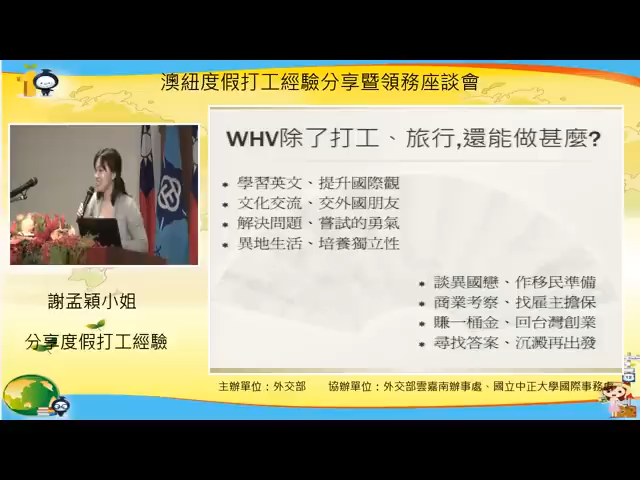 澳紐度假打工經驗分享暨領務座談會
WHV除了打工、旅行,還能做甚麼?
• 學習英文、提升國際觀
• 文化交流、交外國朋友
• 解決問題、嘗試的勇氣
• 異地生活、培養獨立性
• 談異國戀、作移民準備
• 商業考察、找雇主擔保
• 賺一桶金、回台灣創業
• 尋找答案、沉澱再出發
謝孟穎小姐
分享度假打工經驗
主辦單位：外交部 協辦單位：外交部雲嘉南辦事處、國立中正大學國際事務處